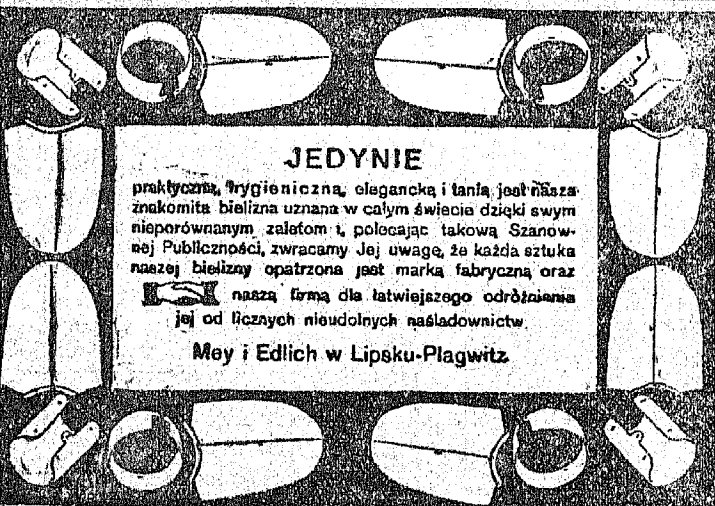 JEDYNIE
praktyczną, hygieniczną, elegancką i tanią jest nasza
znakomita bielizna uznana w całym świecie dzięki swym
nieporównanym zaletom i, polecając takową Szanow-
nej Publiczności, zwracamy Jej uwagę, że każda sztuka
naszej bielizny opatrzona jest marką fabryczną oraz
naszą firmą dla łatwiejszego odróżnienia
jej od licznych nieudolnych naśladownictw
Mey i Edlich w Lipsku-Plagwitz